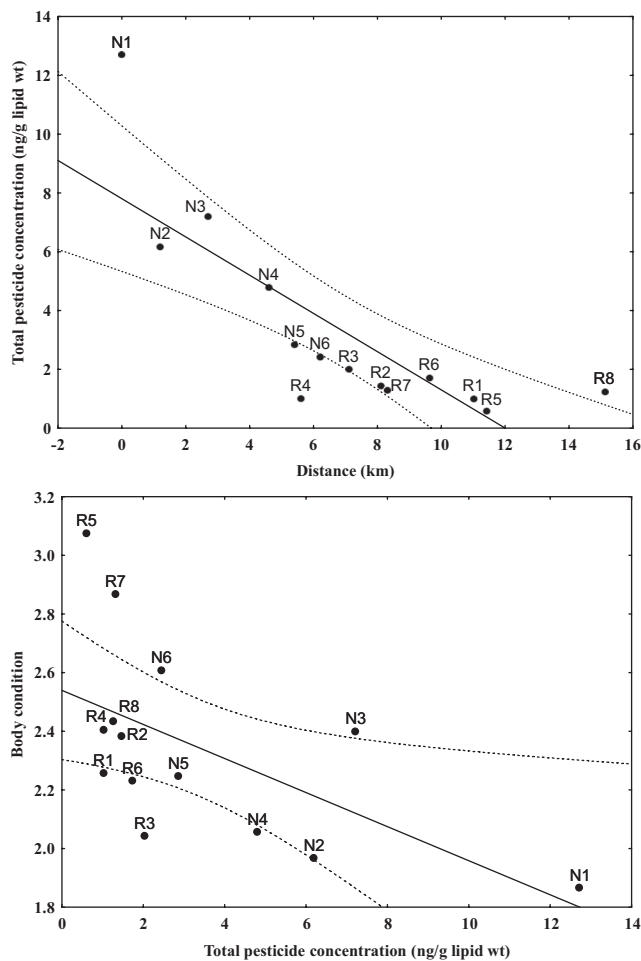 Total pesticide concentration (ng/g lipid wt)
14
12
10
8
6
4
2
0
N1
N3
N2
N4
N5
N6
R3
R4
R2
R7
R6
R1
R5
R8
-2 0 2 4 6 8 10 12 14 16
Distance (km)
Body condition
3.2
3.0
2.8
2.6
2.4
2.2
2.0
1.8
R5
R7
N6
R8
R4
R2
N3
R1
R6
N5
R3
N4
N2
N1
0 2 4 6 8 10 12 14
Total pesticide concentration (ng/g lipid wt)